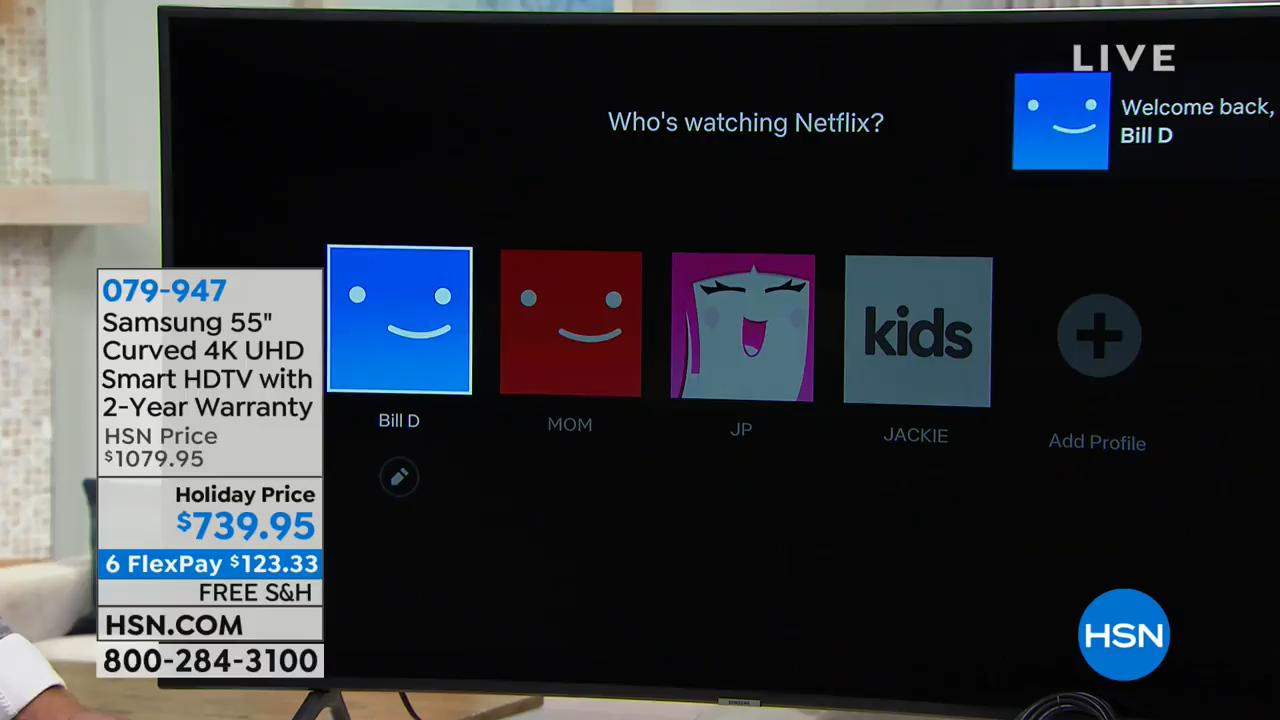 LIVE
Who's watching Netflix?
Welcome back,
Bill D
079-947
Samsung 55"
Curved 4K UHD
Smart HDTV with
2-Year Warranty
HSN Price
$1079.95
Holiday Price
$739.95
6 FlexPay $123.33
FREE S&H
HSN.COM
800-284-3100
kids
Bill D
MOM
JP
JACKIE
Add Profile
HSN
SAMSUNG